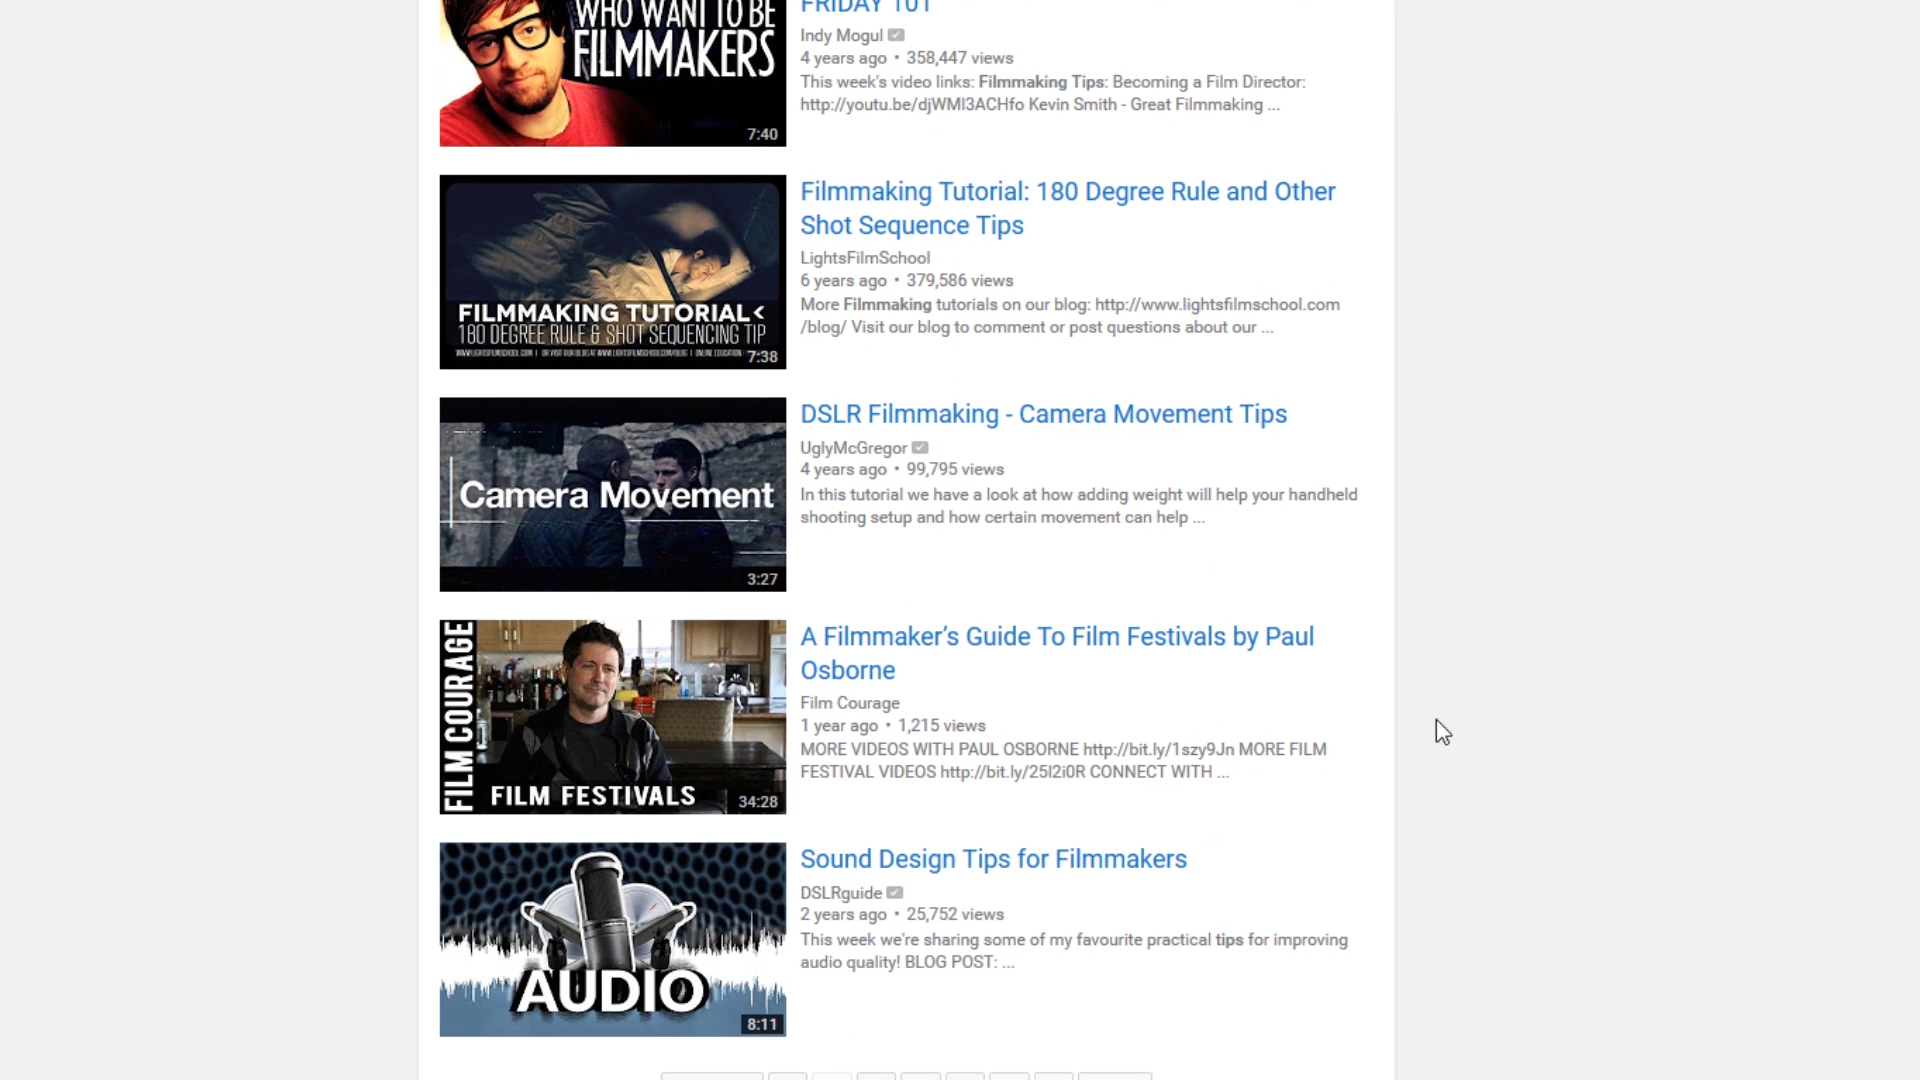 WHO WANT TO BE
FILMMAKERS
7:40
FRIDAY 101
Indy Mogul
4 years ago • 358,447 views
This week's video links: Filmmaking Tips: Becoming a Film Director:
http://youtu.be/djWMl3ACHfo Kevin Smith - Great Filmmaking ...
FILMMAKING TUTORIAL<
180 DEGREE RULE & SHOT SEQUENCING TIP
7:38
Filmmaking Tutorial: 180 Degree Rule and Other
Shot Sequence Tips
LightsFilmSchool
6 years ago • 379,586 views
More Filmmaking tutorials on our blog: http://www.lightsfilmschool.com
/blog/ Visit our blog to comment or post questions about our ...
Camera Movement
3:27
DSLR Filmmaking - Camera Movement Tips
UglyMcGregor
4 years ago • 99,795 views
In this tutorial we have a look at how adding weight will help your handheld
shooting setup and how certain movement can help ...
FILM COURAGE
FILM FESTIVALS
34:28
A Filmmaker's Guide To Film Festivals by Paul
Osborne
Film Courage
1 year ago • 1,215 views
MORE VIDEOS WITH PAUL OSBORNE http://bit.ly/1szy9Jn MORE FILM
FESTIVAL VIDEOS http://bit.ly/25l2i0R CONNECT WITH ...
AUDIO
8:11
Sound Design Tips for Filmmakers
DSLRguide
2 years ago • 25,752 views
This week we're sharing some of my favourite practical tips for improving
audio quality! BLOG POST: ...